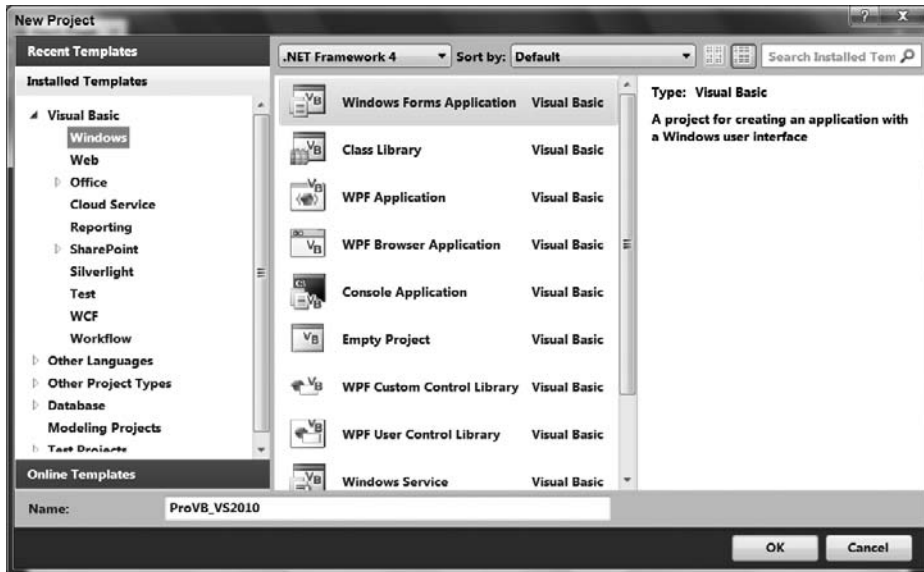 New Project
Recent Templates
.NET Framework 4
Sort by: Default
Search Installed Tem
Installed Templates
Visual Basic
Windows
Web
Office
Cloud Service
Reporting
SharePoint
Silverlight
Test
WCF
Workflow
Other Languages
Other Project Types
Database
Modeling Projects
Test Projects
Online Templates
Windows Forms Application Visual Basic
Class Library Visual Basic
WPF Application Visual Basic
WPF Browser Application Visual Basic
Console Application Visual Basic
Empty Project Visual Basic
WPF Custom Control Library Visual Basic
WPF User Control Library Visual Basic
Windows Service Visual Basic
Type: Visual Basic
A project for creating an application with
a Windows user interface
Name: ProVB_VS2010
OK Cancel